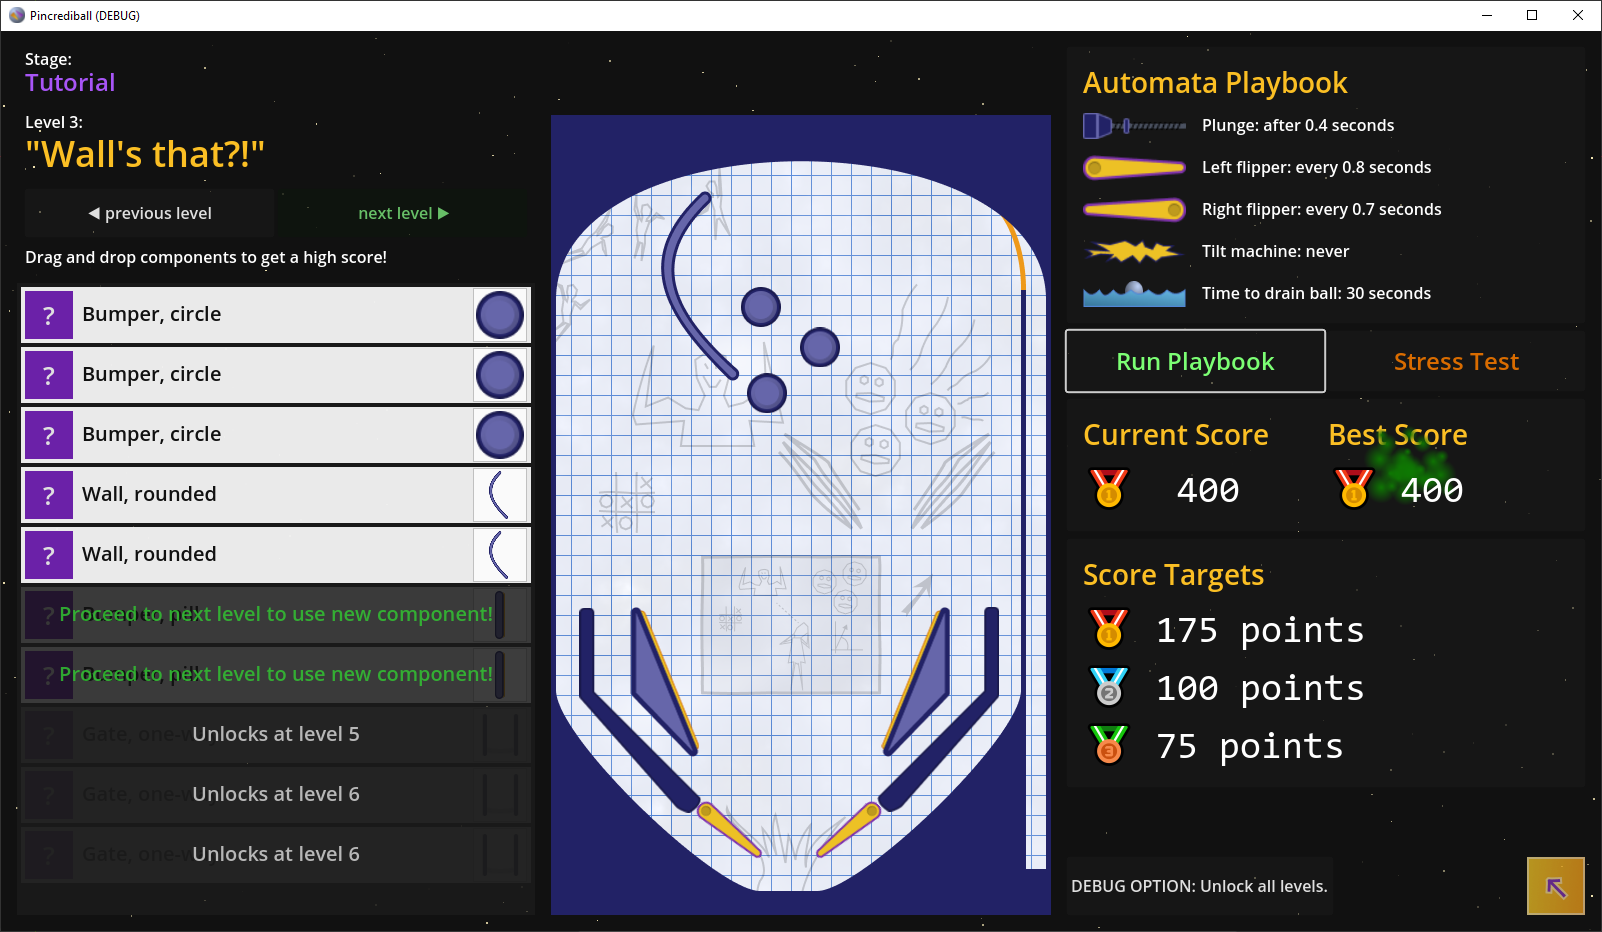 Pincrediball (DEBUG)
Stage:
Tutorial
Level 3:
"Wall's that?!"
previous level
next level
Drag and drop components to get a high score!
? Bumper, circle
? Bumper, circle
? Bumper, circle
? Wall, rounded
? Wall, rounded
Proceed to next level to use new component!
Proceed to next level to use new component!
? Gate, one-w
Unlocks at level 5
? Gate, one-w
Unlocks at level 6
? Gate, one-w
Unlocks at level 6
Automata Playbook
Plunge: after 0.4 seconds
Left flipper: every 0.8 seconds
Right flipper: every 0.7 seconds
Tilt machine: never
Time to drain ball: 30 seconds
Run Playbook
Stress Test
Current Score
Best Score
1 400
1 400
Score Targets
1 175 points
2 100 points
3 75 points
DEBUG OPTION: Unlock all levels.